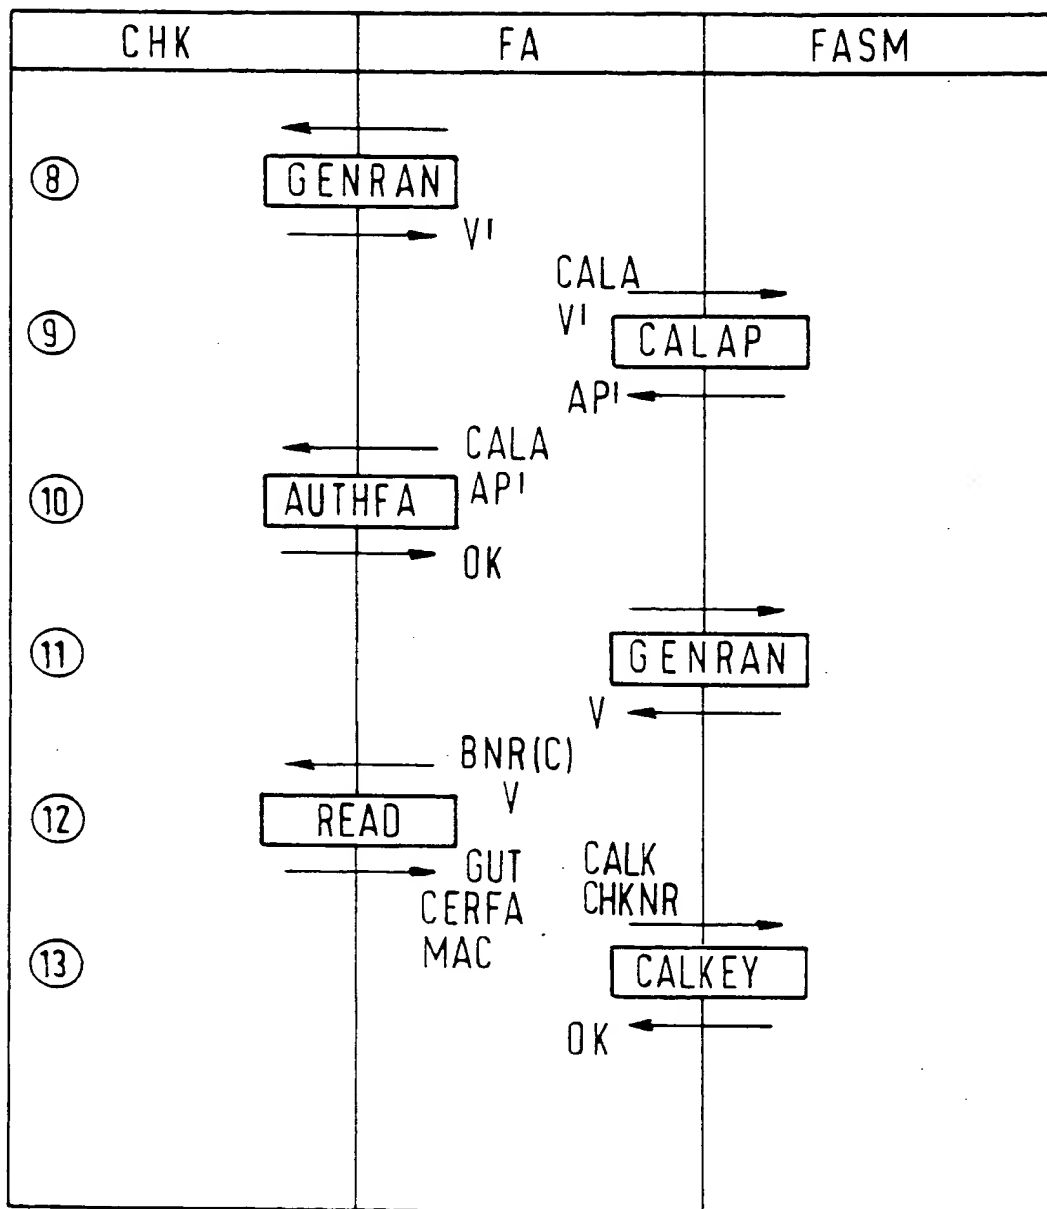 CHK FA FASM
8
GENRAN
V'
CALA
V'
9
CALAP
AP'
CALA
AP'
10
AUTHFA
OK
11
GENRAN
V
BNR(C)
V
12
READ
GUT
CERFA
MAC
CALK
CHKNR
13
CALKEY
OK